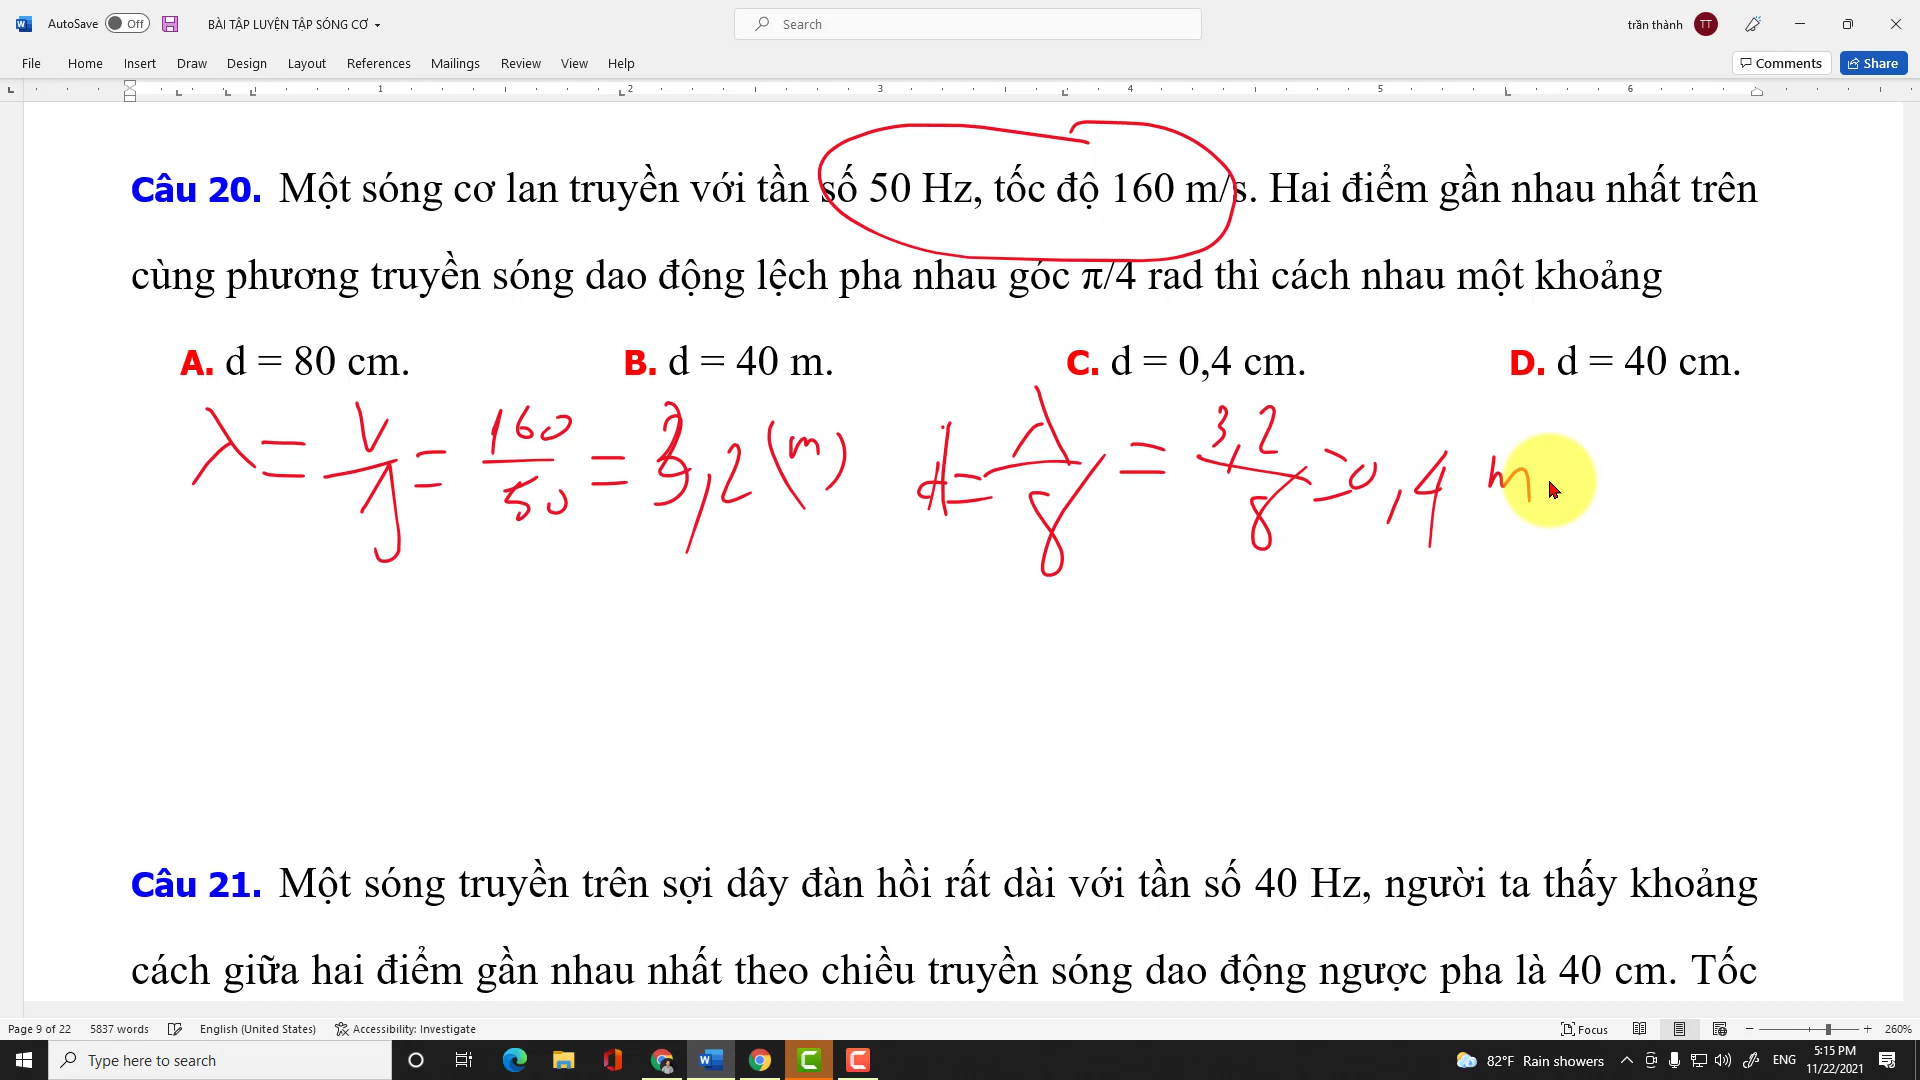 AutoSave Off BÀI TẬP LUYỆN TẬP SÓNG CƠ Search trần thành TT
File Home Insert Draw Design Layout References Mailings Review View Help Comments Share
1 2 3 4 5 6
Câu 20. Một sóng cơ lan truyền với tần số 50 Hz, tốc độ 160 m/s. Hai điểm gần nhau nhất trên
cùng phương truyền sóng dao động lệch pha nhau góc π/4 rad thì cách nhau một khoảng
A. d = 80 cm. B. d = 40 m. C. d = 0,4 cm. D. d = 40 cm.
λ = v/f = 160/50 = 3,2 (m) d = λ/8 = 3,2/8 = 0,4 m
Câu 21. Một sóng truyền trên sợi dây đàn hồi rất dài với tần số 40 Hz, người ta thấy khoảng
cách giữa hai điểm gần nhau nhất theo chiều truyền sóng dao động ngược pha là 40 cm. Tốc
Page 9 of 22 5837 words English (United States) Accessibility: Investigate Focus 260%
Type here to search 82°F Rain showers ENG 5:15 PM
11/22/2021